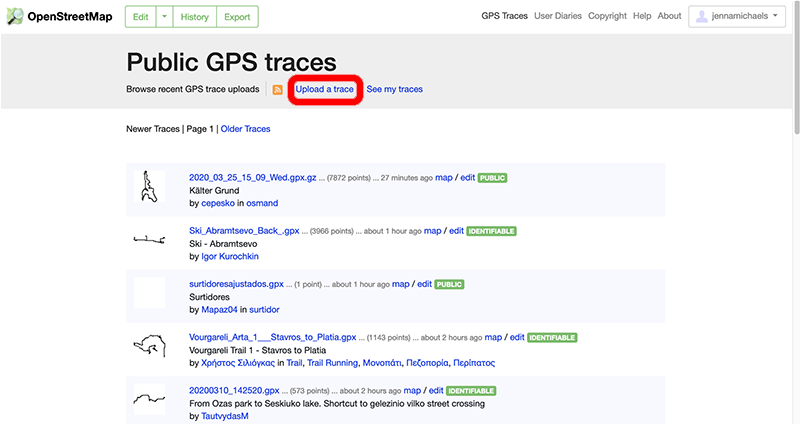 OpenStreetMap Edit History Export GPS Traces User Diaries Copyright Help About jennamichaels
Public GPS traces
Browse recent GPS trace uploads Upload a trace See my traces
Newer Traces | Page 1 | Older Traces
2020_03_25_15_09_Wed.gpx.gz ... (7872 points) ... 27 minutes ago map / edit PUBLIC
Kälter Grund
by cepesko in osmand
Ski_Abramtsevo_Back_.gpx ... (3966 points) ... about 1 hour ago map / edit IDENTIFIABLE
Ski - Abramtsevo
by Igor Kurochkin
surtidoresajustados.gpx ... (1 point) ... about 1 hour ago map / edit PUBLIC
Surtidores
by Mapaz04 in surtidor
Vourgareli_Arta_1___Stavros_to_Platia.gpx ... (1143 points) ... about 2 hours ago map / edit IDENTIFIABLE
Vourgareli Trail 1 - Stavros to Platia
by Χρήστος Σιλιόγκας in Trail, Trail Running, Μονοπάτι, Πεζοπορία, Περίπατος
20200310_142520.gpx ... (573 points) ... about 2 hours ago map / edit IDENTIFIABLE
From Ozas park to Seskiuko lake. Shortcut to gelezinio vilko street crossing
by TautvydasM